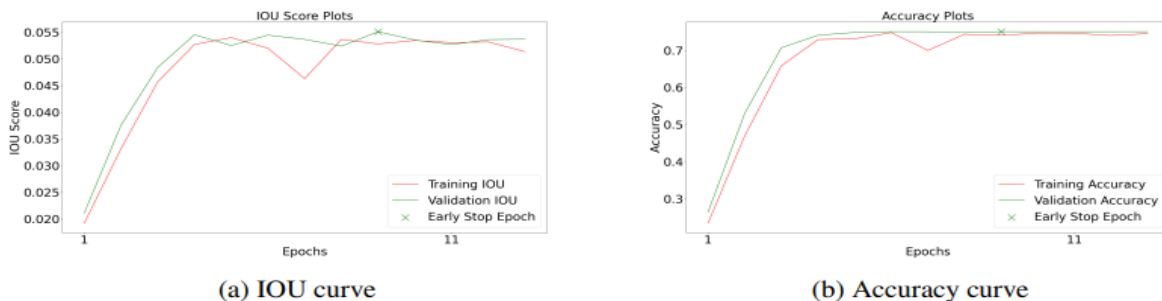 IOU Score Plots
0.055
0.050
0.045
0.040
0.035
0.030
0.025
0.020
IOU Score
Training IOU
Validation IOU
Early Stop Epoch
1
11
Epochs
(a) IOU curve
Accuracy Plots
0.7
0.6
0.5
0.4
0.3
Accuracy
Training Accuracy
Validation Accuracy
Early Stop Epoch
1
11
Epochs
(b) Accuracy curve